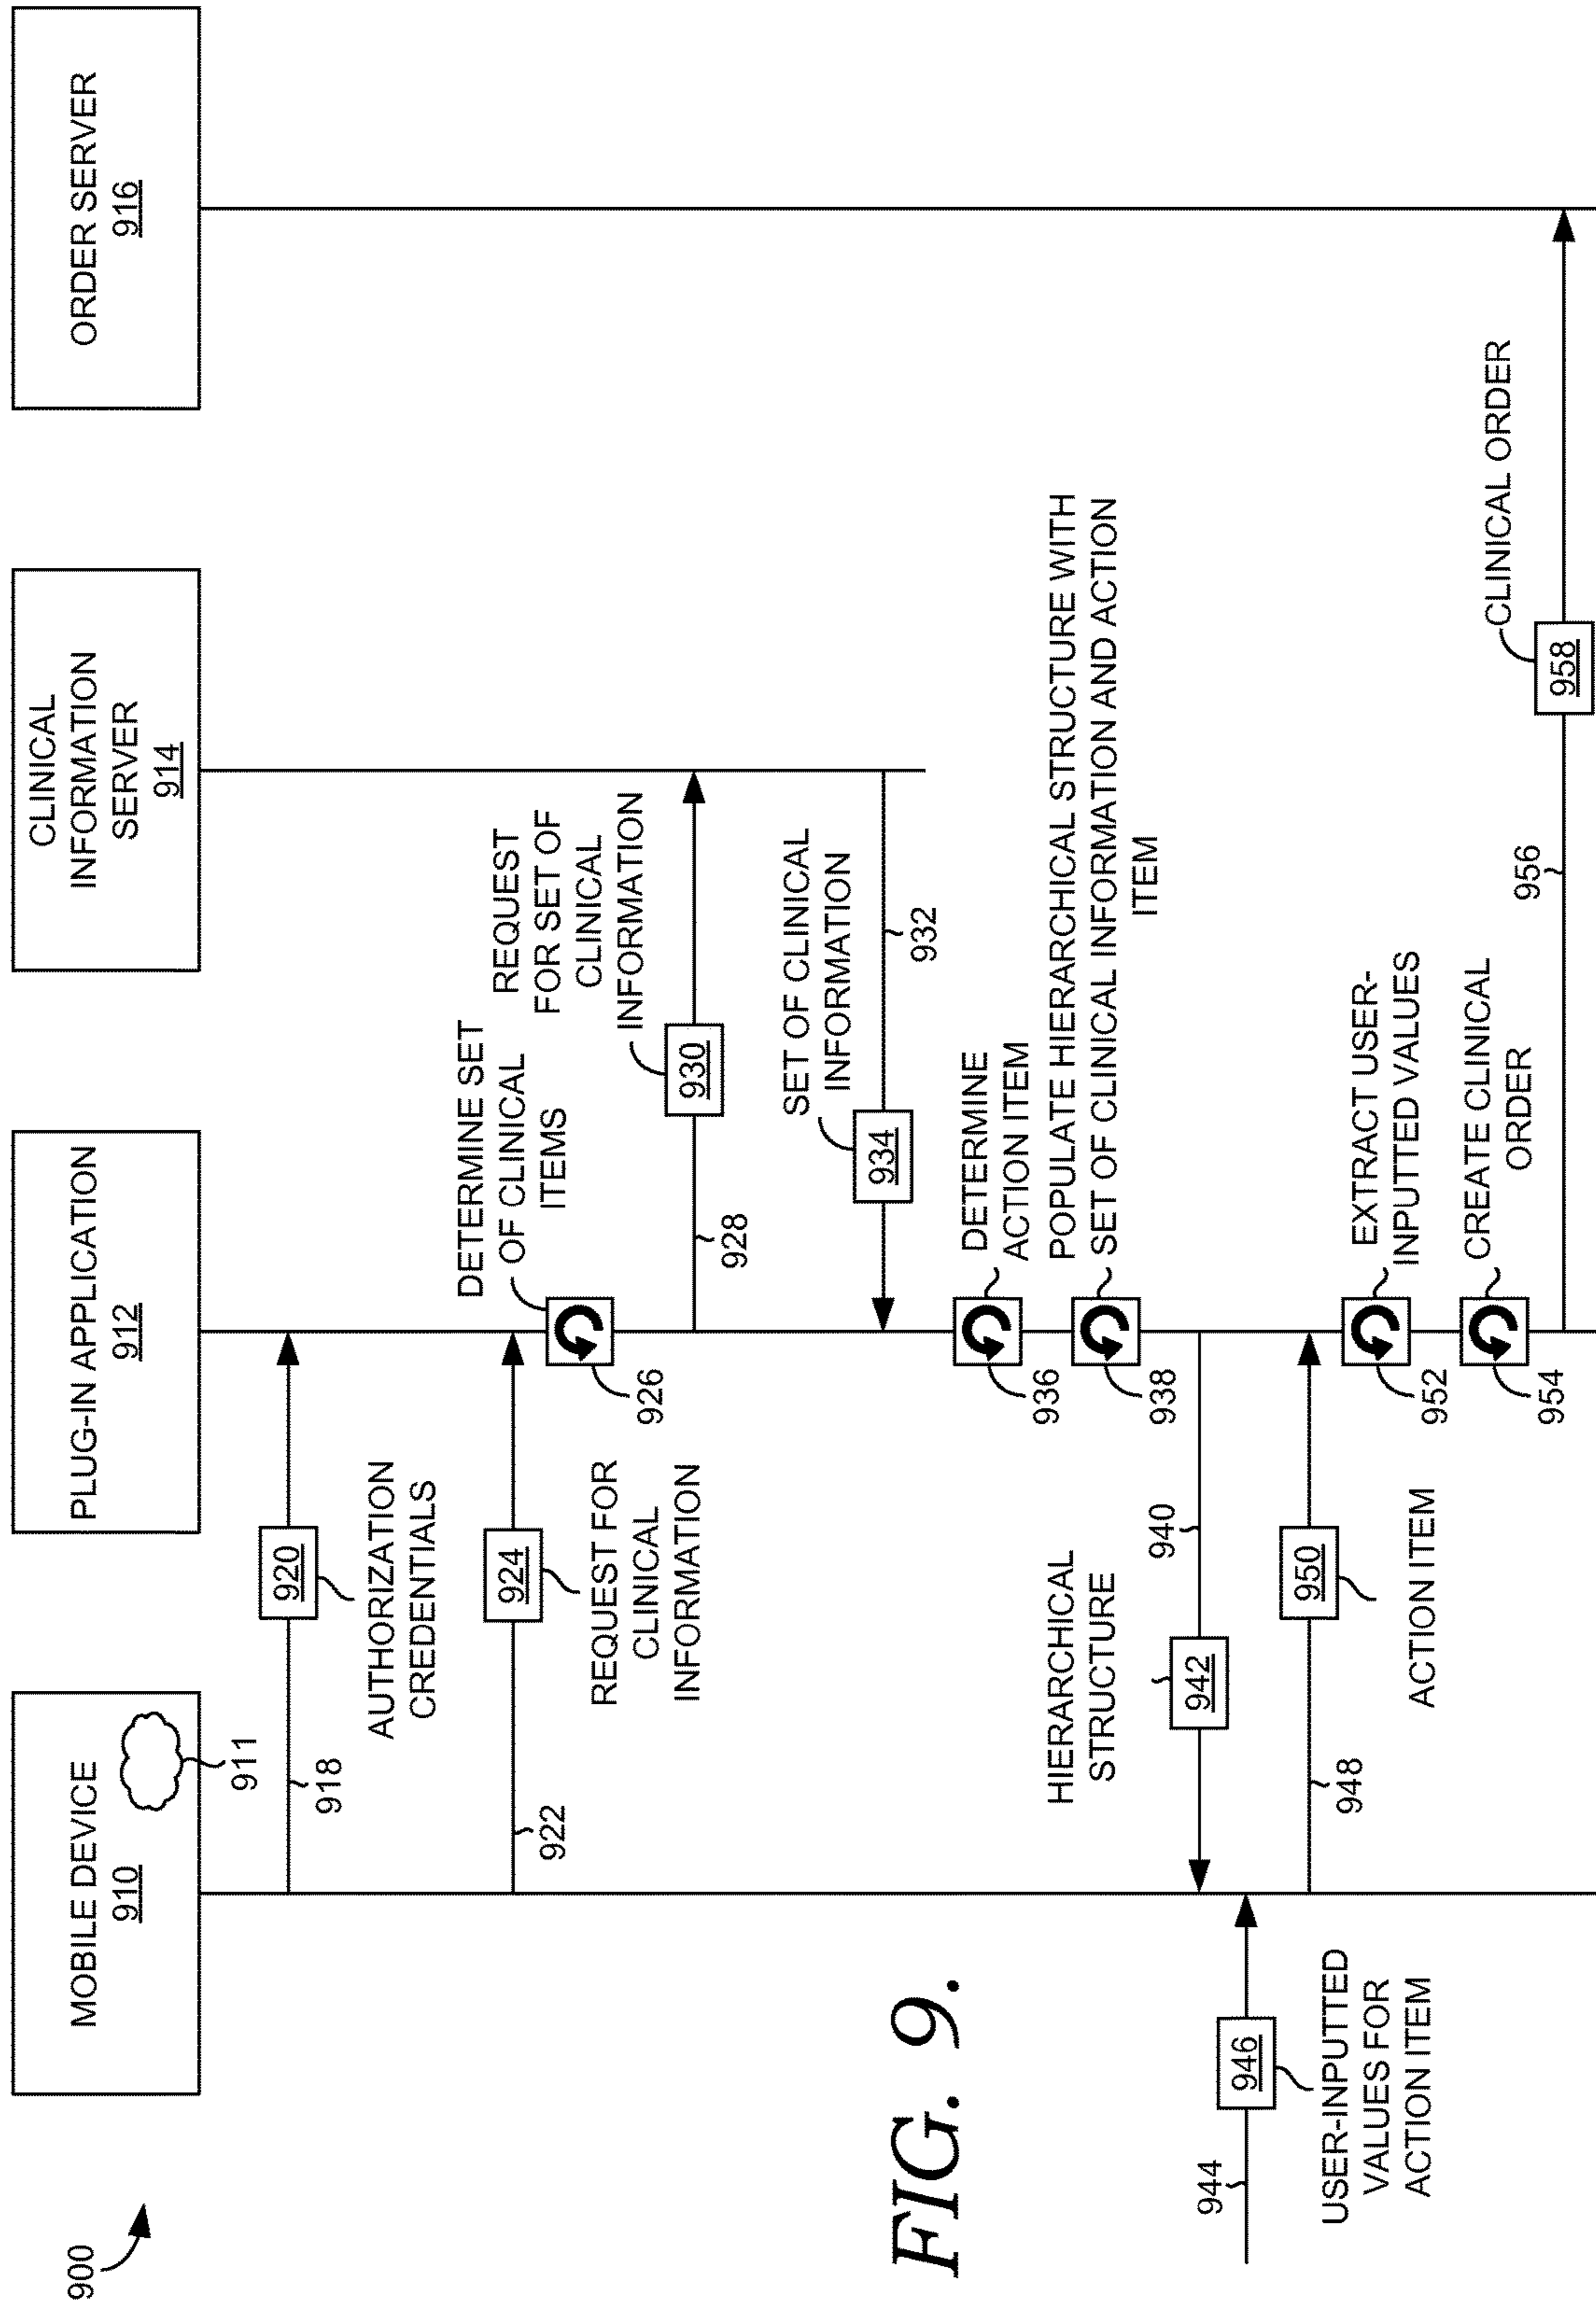 900
MOBILE DEVICE
910
911
PLUG-IN APPLICATION
912
CLINICAL
INFORMATION
SERVER
914
ORDER SERVER
916
918
920
AUTHORIZATION
CREDENTIALS
922
924
REQUEST FOR
CLINICAL
INFORMATION
DETERMINE SET
OF CLINICAL
ITEMS
926
928
930
REQUEST
FOR SET OF
CLINICAL
INFORMATION
932
934
SET OF CLINICAL
INFORMATION
DETERMINE
ACTION ITEM
936
POPULATE HIERARCHICAL STRUCTURE WITH
SET OF CLINICAL INFORMATION AND ACTION
ITEM
938
HIERARCHICAL
STRUCTURE
940
942
944
946
USER-INPUTTED
VALUES FOR
ACTION ITEM
948
950
ACTION ITEM
EXTRACT USER-
INPUTTED VALUES
952
CREATE CLINICAL
ORDER
954
956
958
CLINICAL ORDER
FIG. 9.